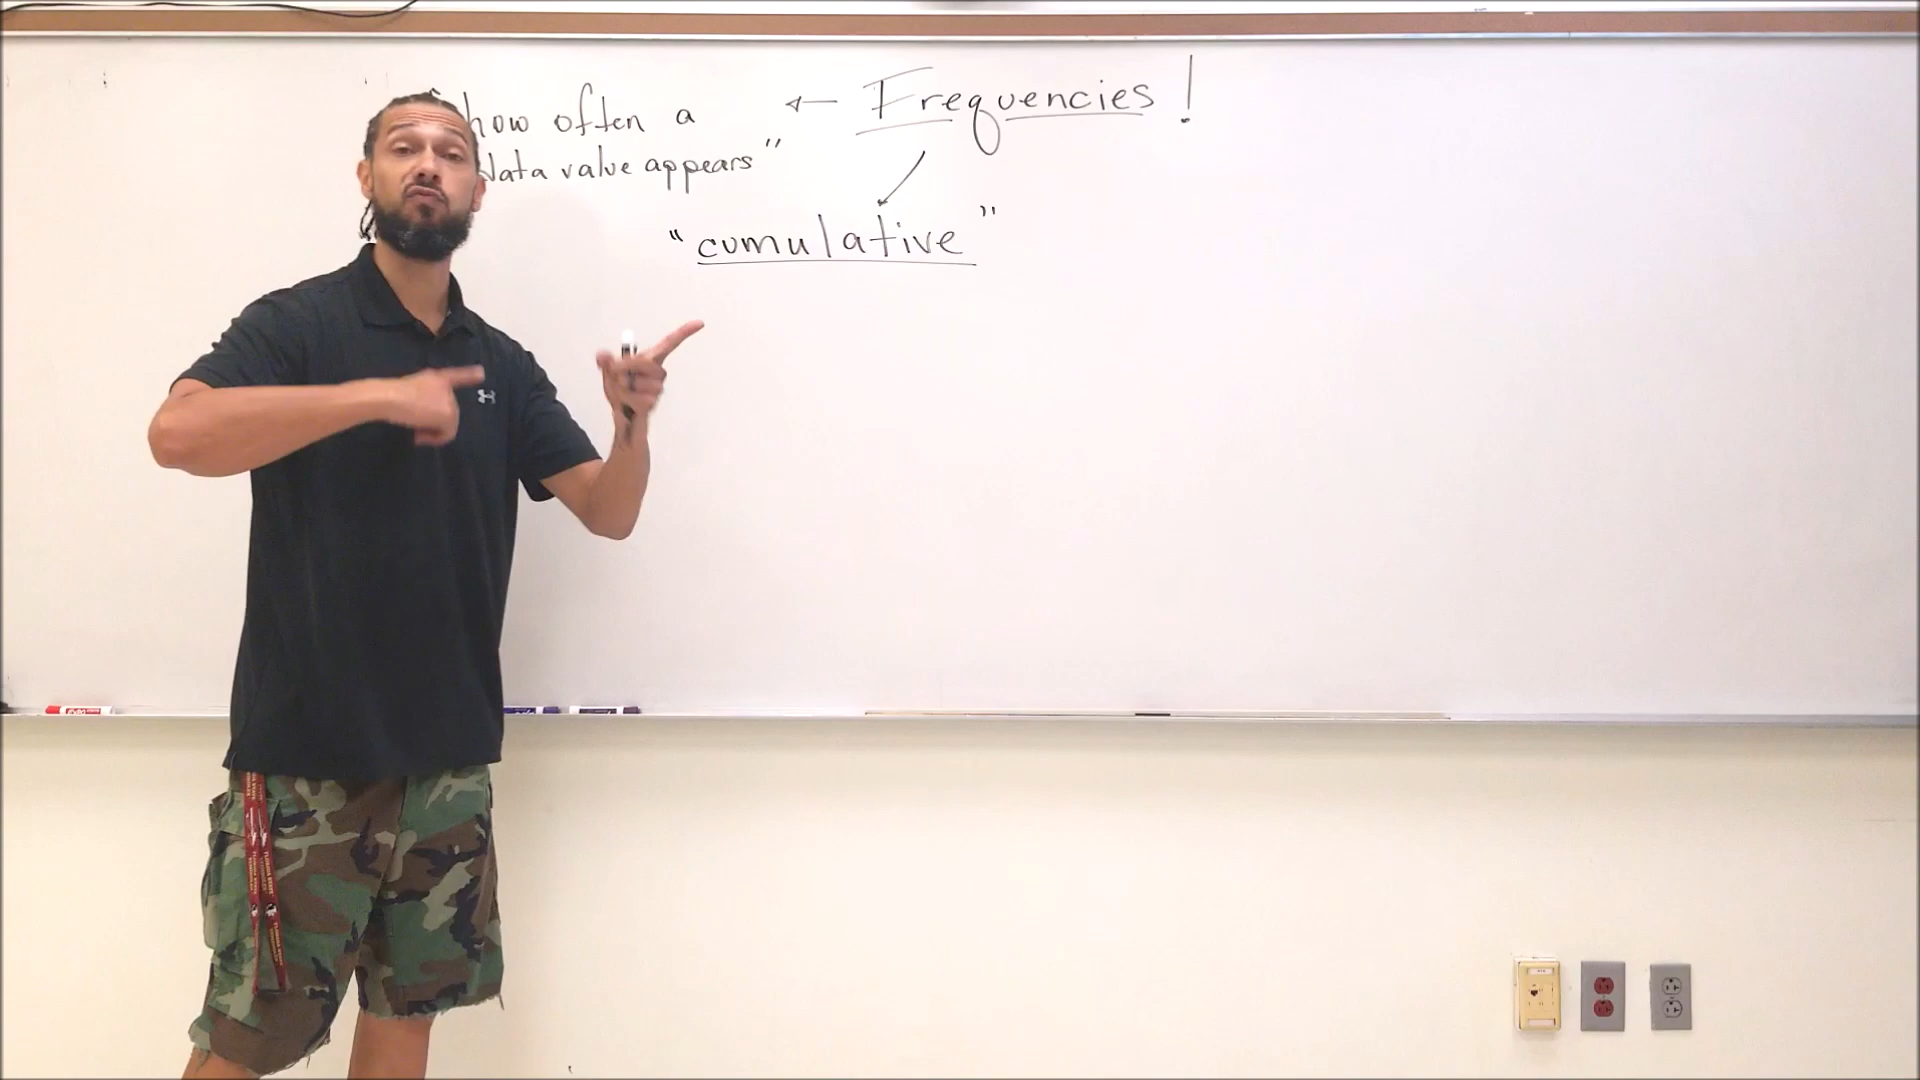 how often a ← Frequencies!
data value appears"
"cumulative"